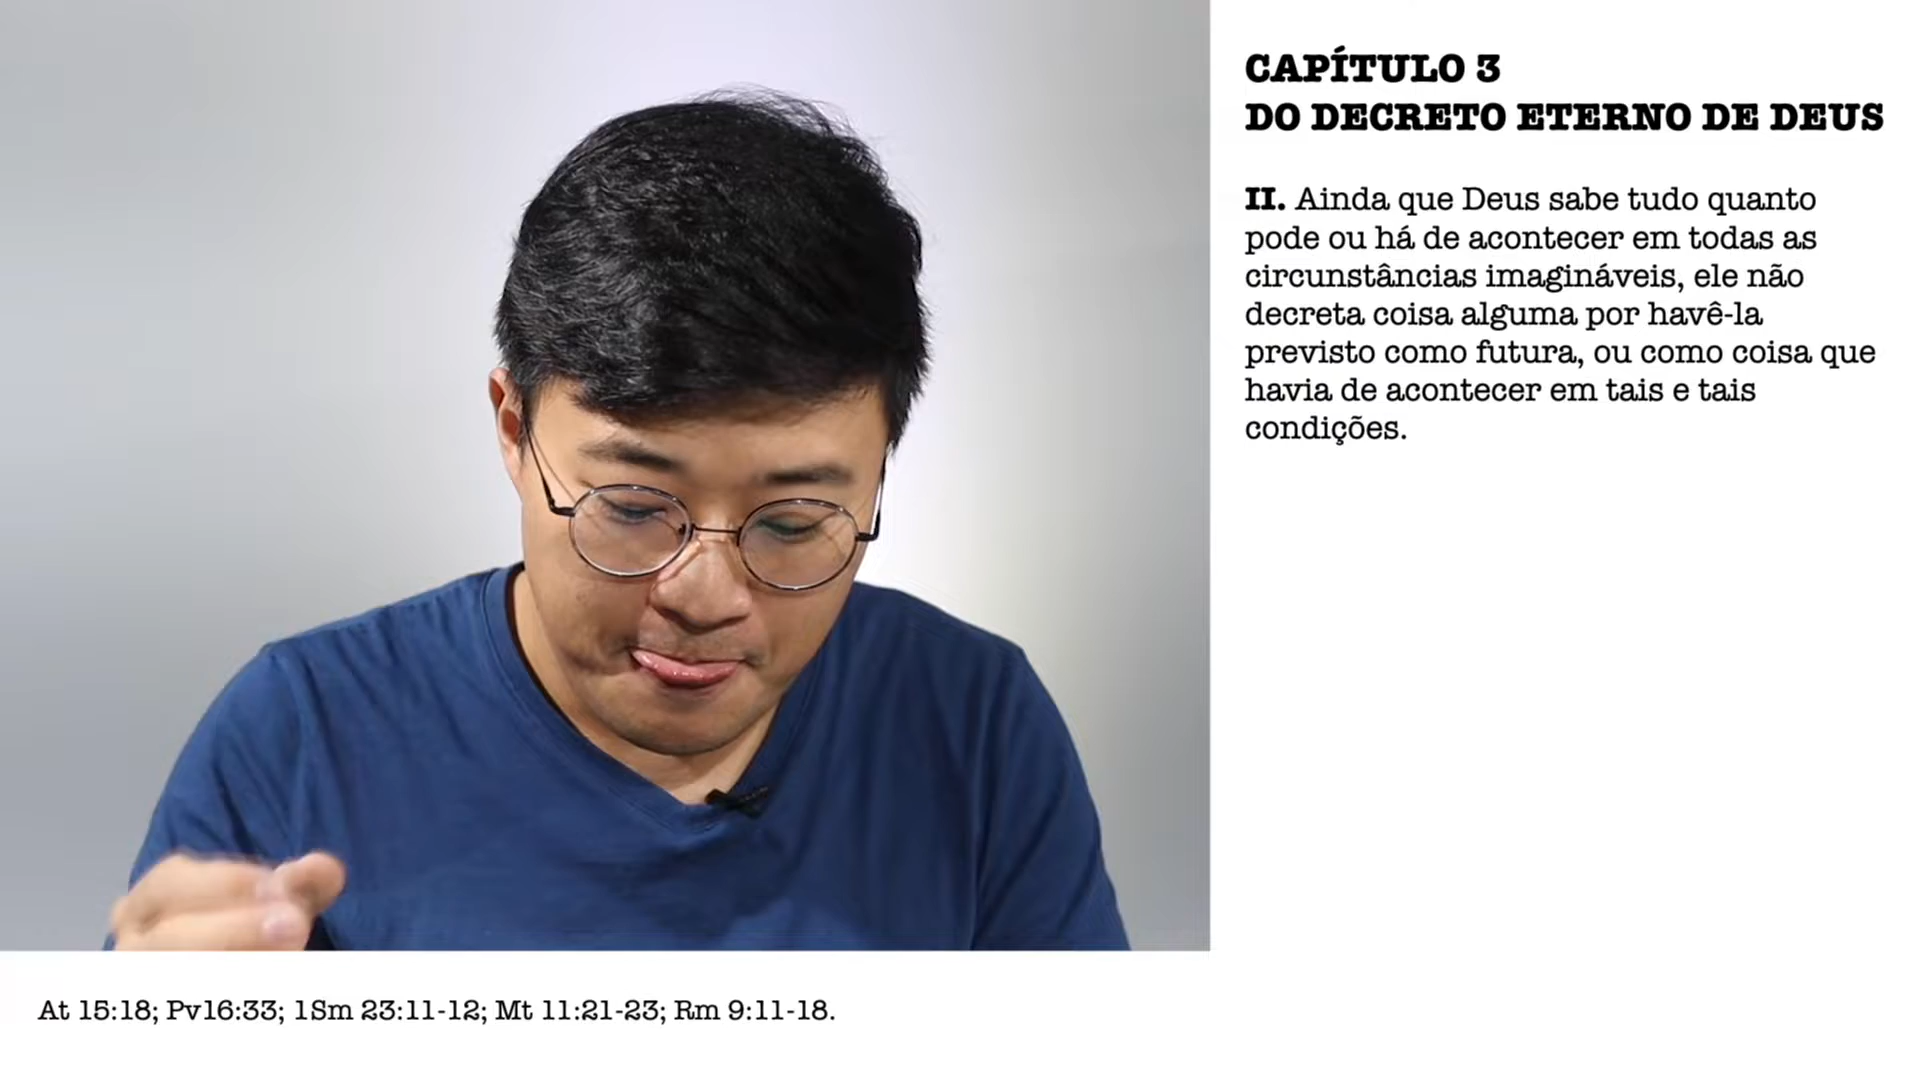 CAPÍTULO 3
DO DECRETO ETERNO DE DEUS
II. Ainda que Deus sabe tudo quanto
pode ou há de acontecer em todas as
circunstâncias imagináveis, ele não
decreta coisa alguma por havê-la
previsto como futura, ou como coisa que
havia de acontecer em tais e tais
condições.
At 15:18; Pv16:33; 1Sm 23:11-12; Mt 11:21-23; Rm 9:11-18.